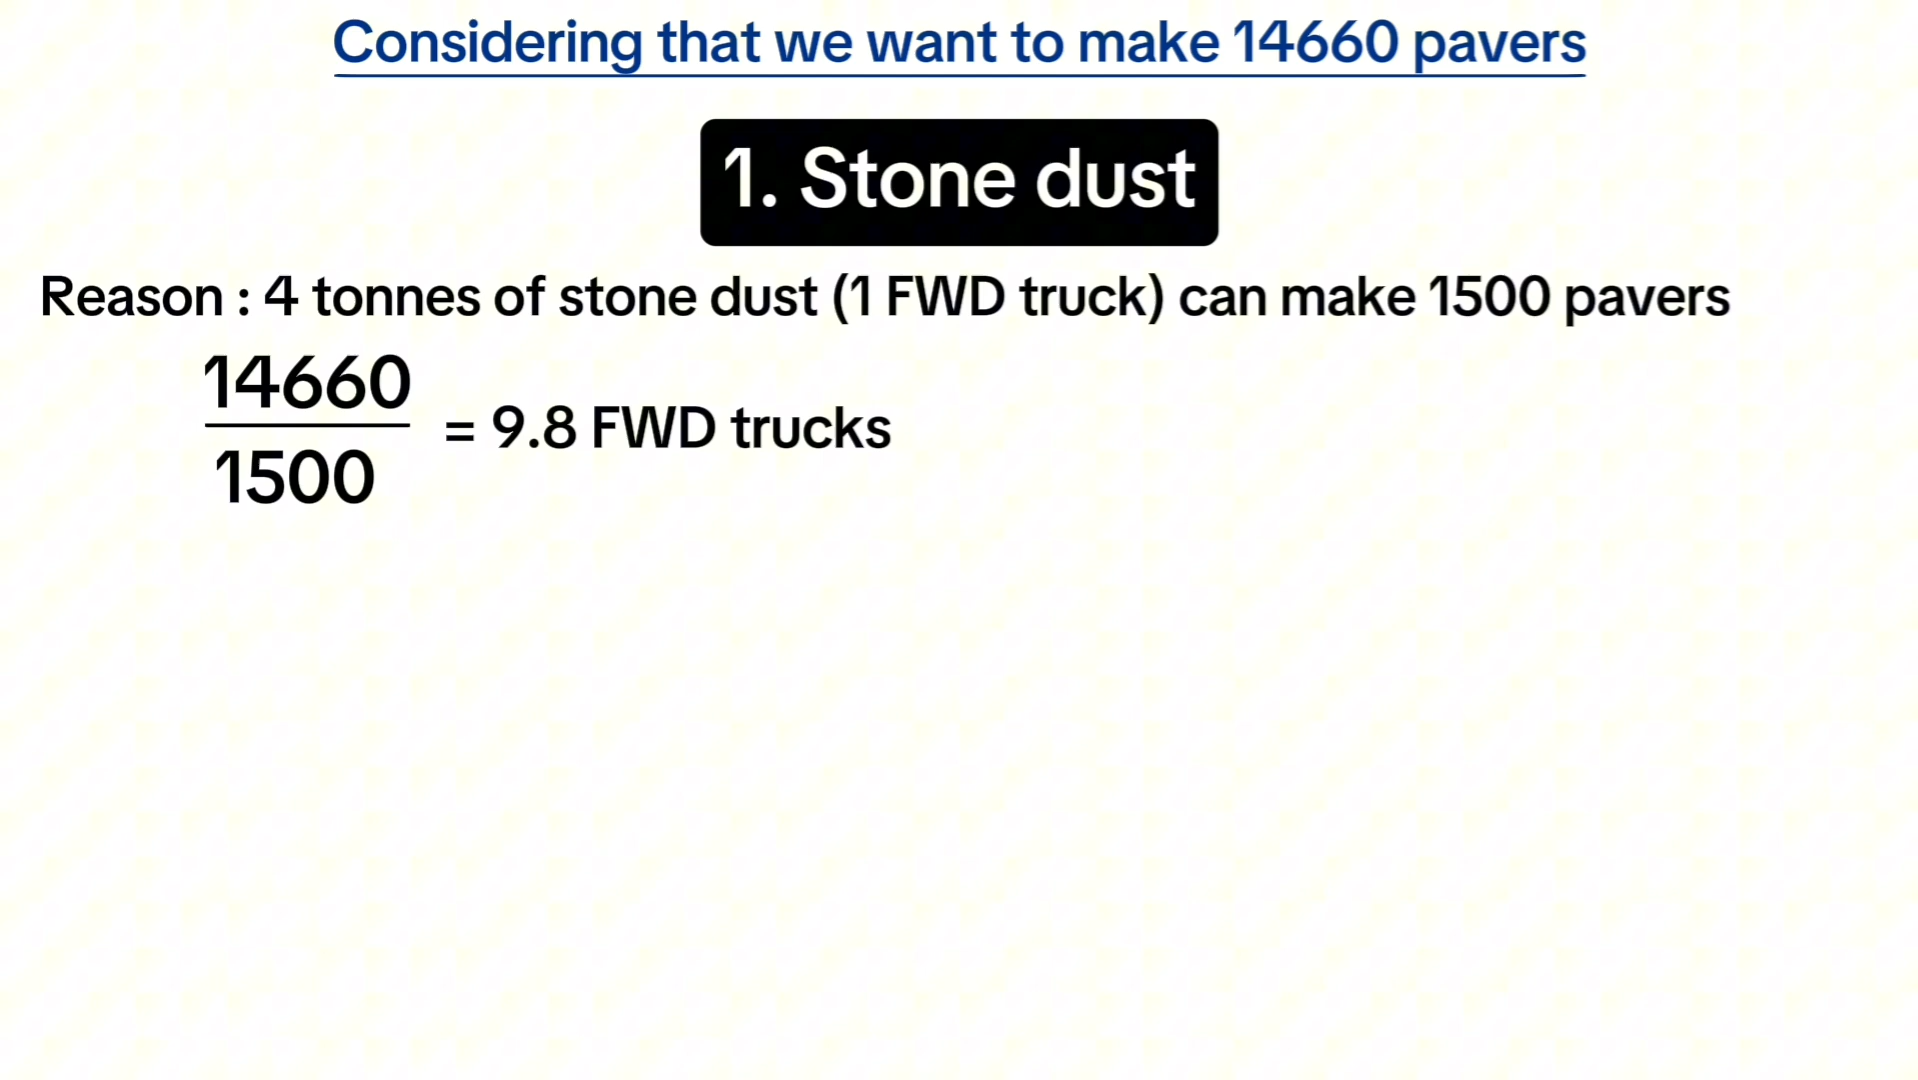 Considering that we want to make 14660 pavers
1. Stone dust
Reason : 4 tonnes of stone dust (1 FWD truck) can make 1500 pavers
14660
= 9.8 FWD trucks
1500